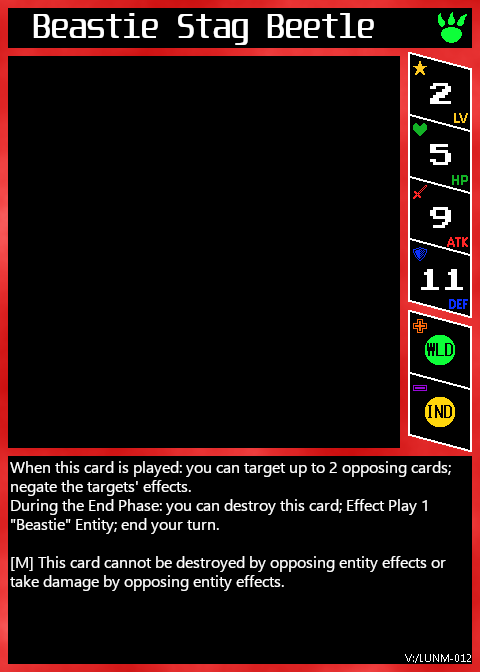 Beastie Stag Beetle
2
LV
5
HP
9
ATK
11
DEF
WLD
IND
When this card is played: you can target up to 2 opposing cards;
negate the targets' effects.
During the End Phase: you can destroy this card; Effect Play 1
"Beastie" Entity; end your turn.
[M] This card cannot be destroyed by opposing entity effects or
take damage by opposing entity effects.
V:/LUNM-012